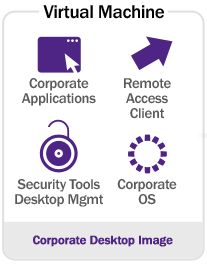 Virtual Machine
Corporate
Applications
Remote
Access
Client
Security Tools
Desktop Mgmt
Corporate
OS
Corporate Desktop Image